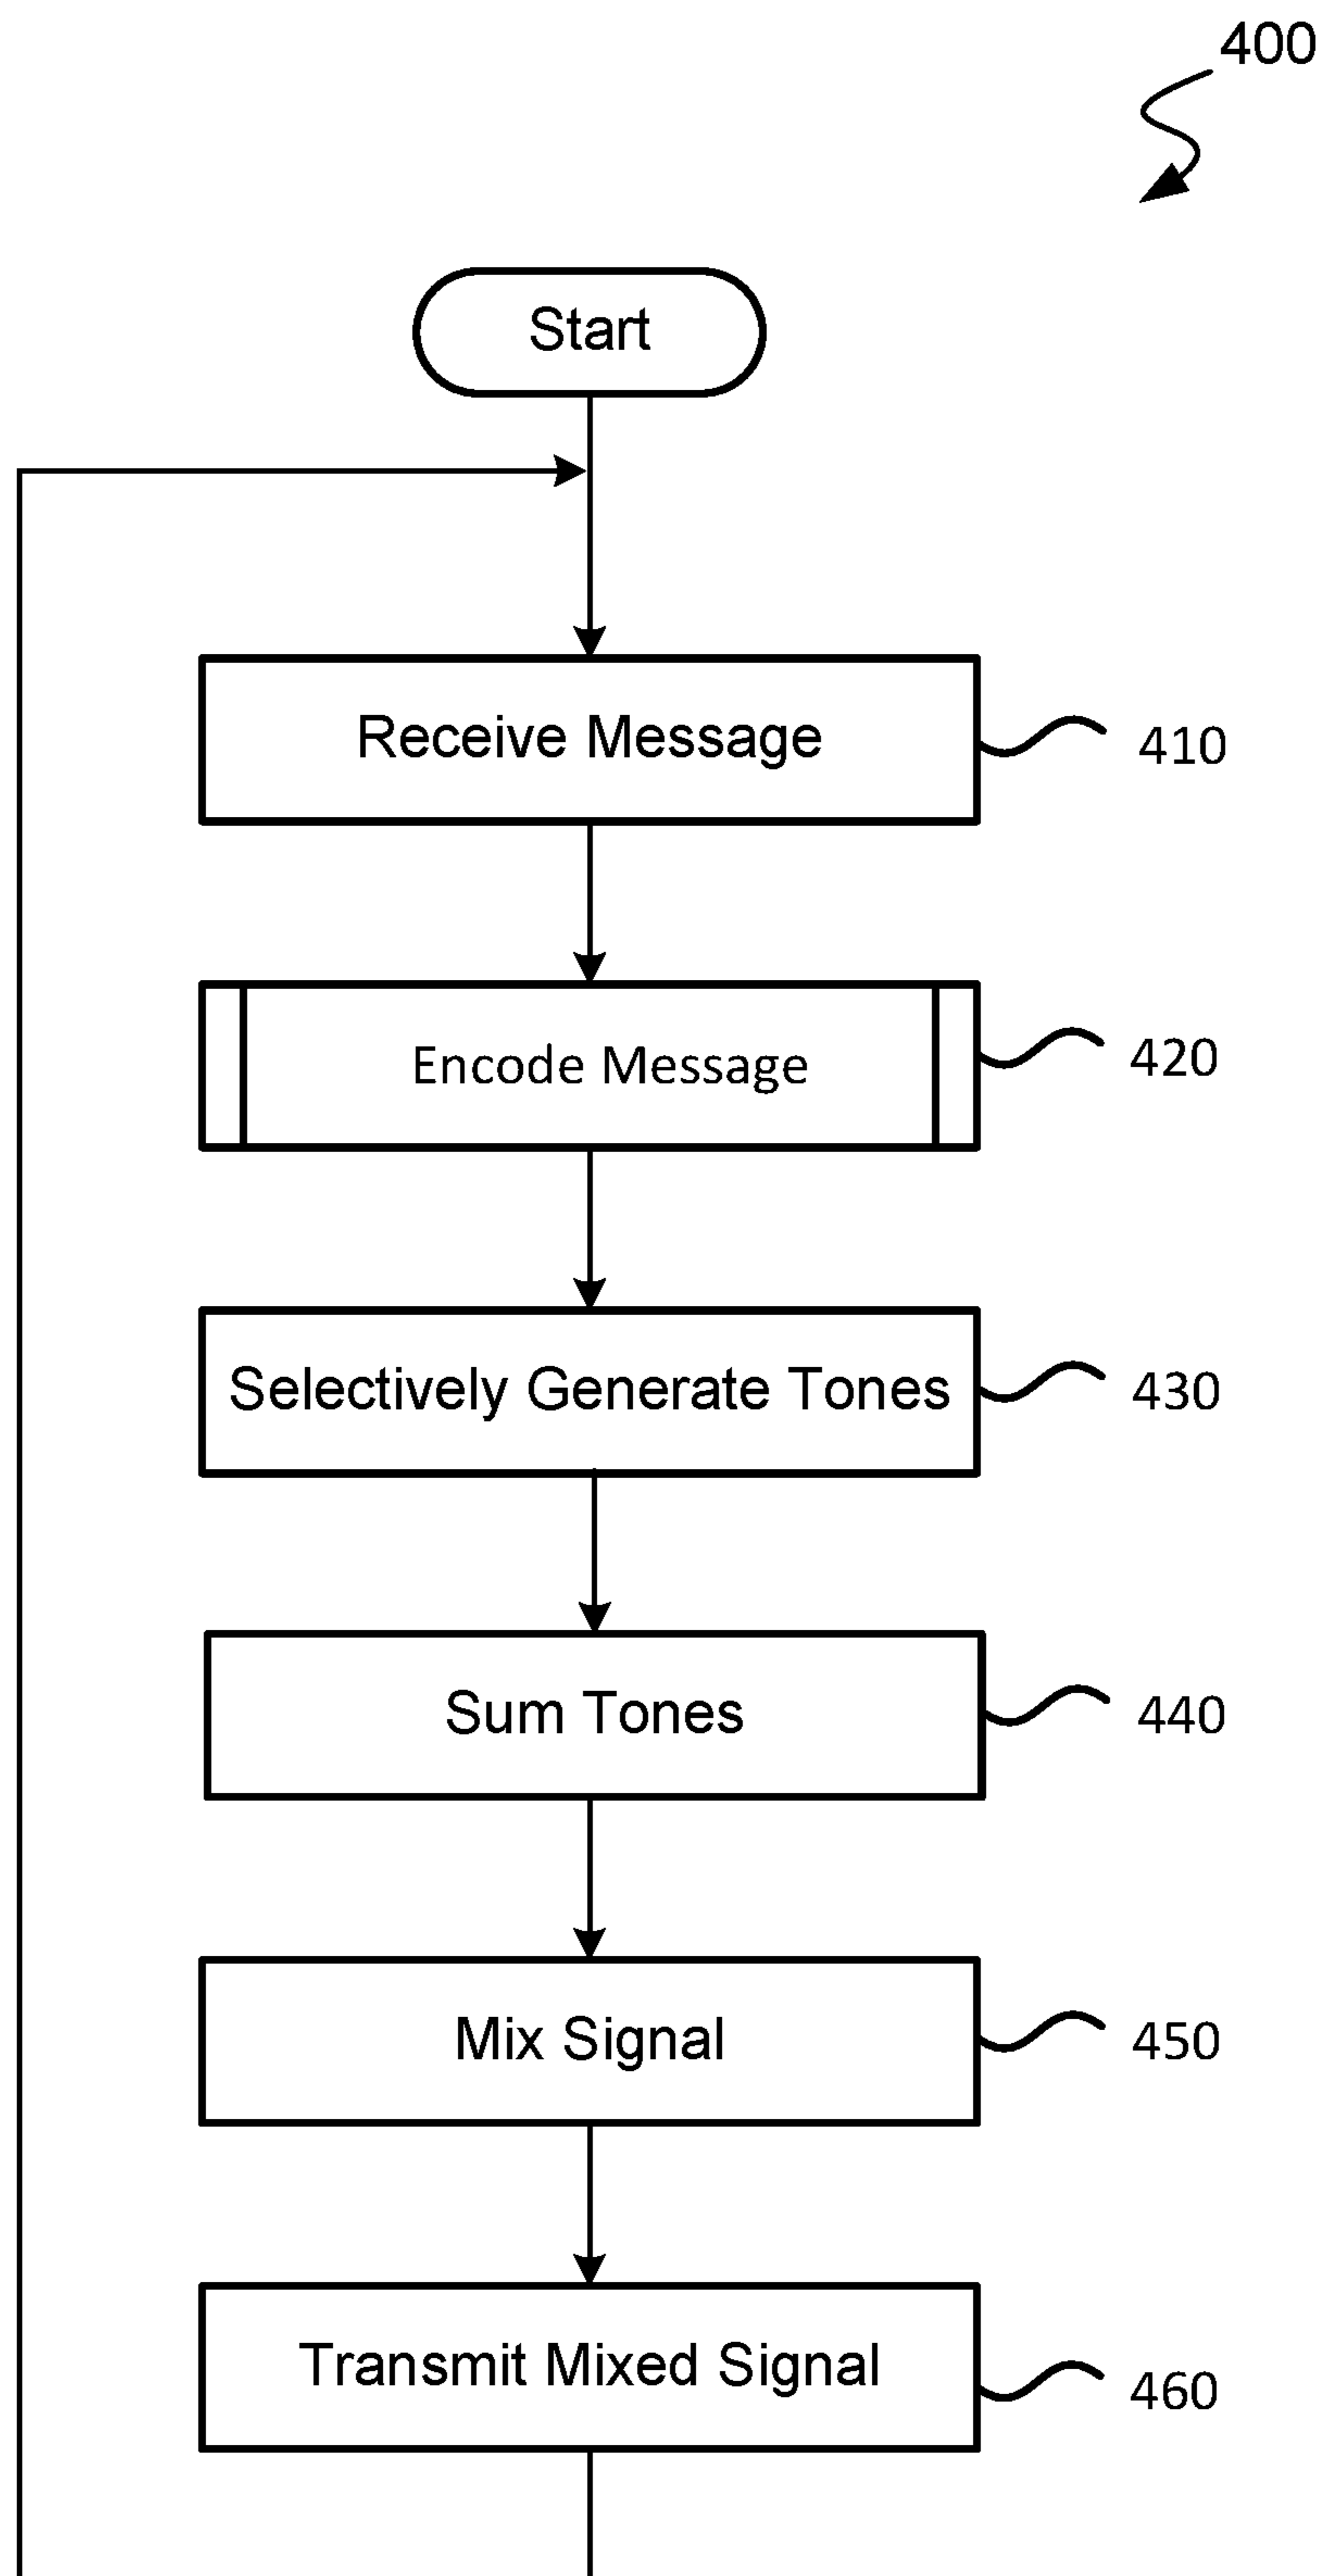 400
Start
Receive Message
410
Encode Message
420
Selectively Generate Tones
430
Sum Tones
440
Mix Signal
450
Transmit Mixed Signal
460